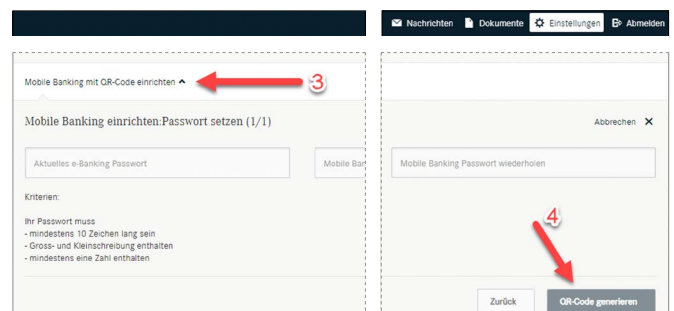 Nachrichten Dokumente Einstellungen Abmelden
Mobile Banking mit QR-Code einrichten
3
Mobile Banking einrichten:Passwort setzen (1/1)
Abbrechen X
Aktuelles e-Banking Passwort
Mobile Ban
Mobile Banking Passwort wiederholen
Kriterien:
Ihr Passwort muss
- mindestens 10 Zeichen lang sein
- Gross- und Kleinschreibung enthalten
- mindestens eine Zahl enthalten
4
Zurück
QR-Code generieren